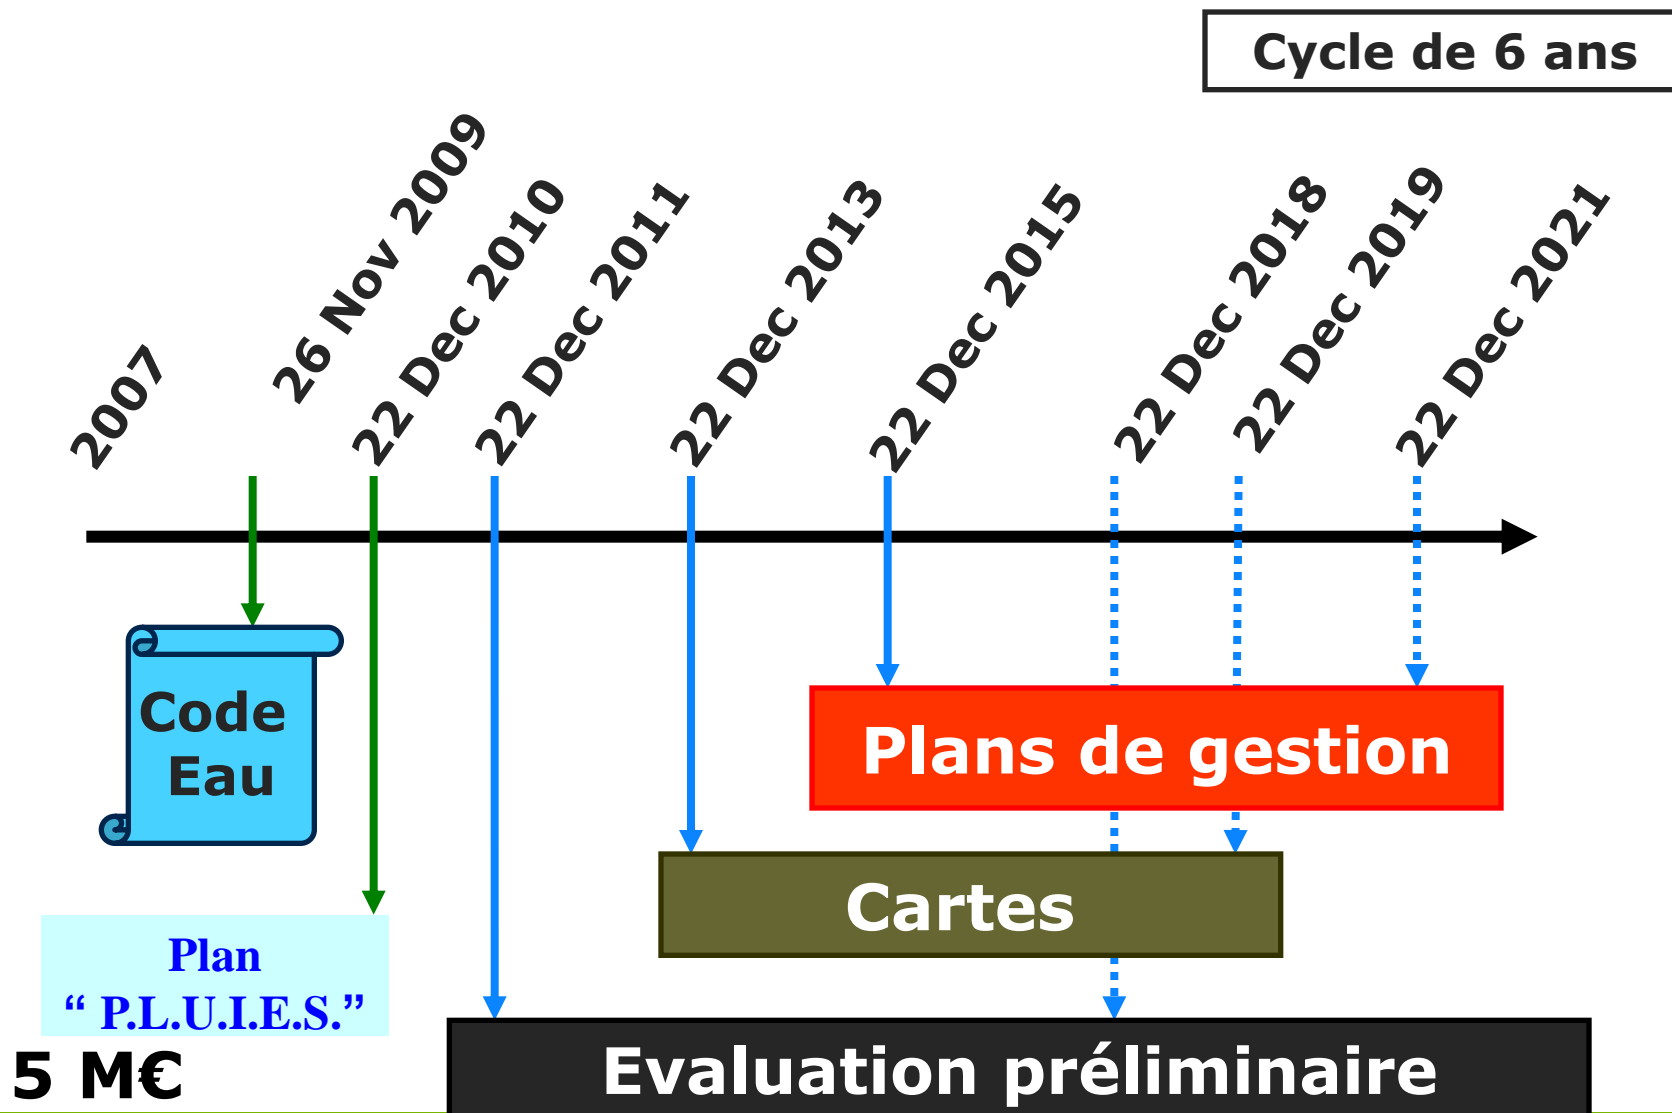 Cycle de 6 ans
2007
26 Nov 2009
22 Dec 2010
22 Dec 2011
22 Dec 2013
22 Dec 2015
22 Dec 2018
22 Dec 2019
22 Dec 2021
Code
Eau
Plans de gestion
Cartes
Plan
“ P.L.U.I.E.S.”
5 M€
Evaluation préliminaire